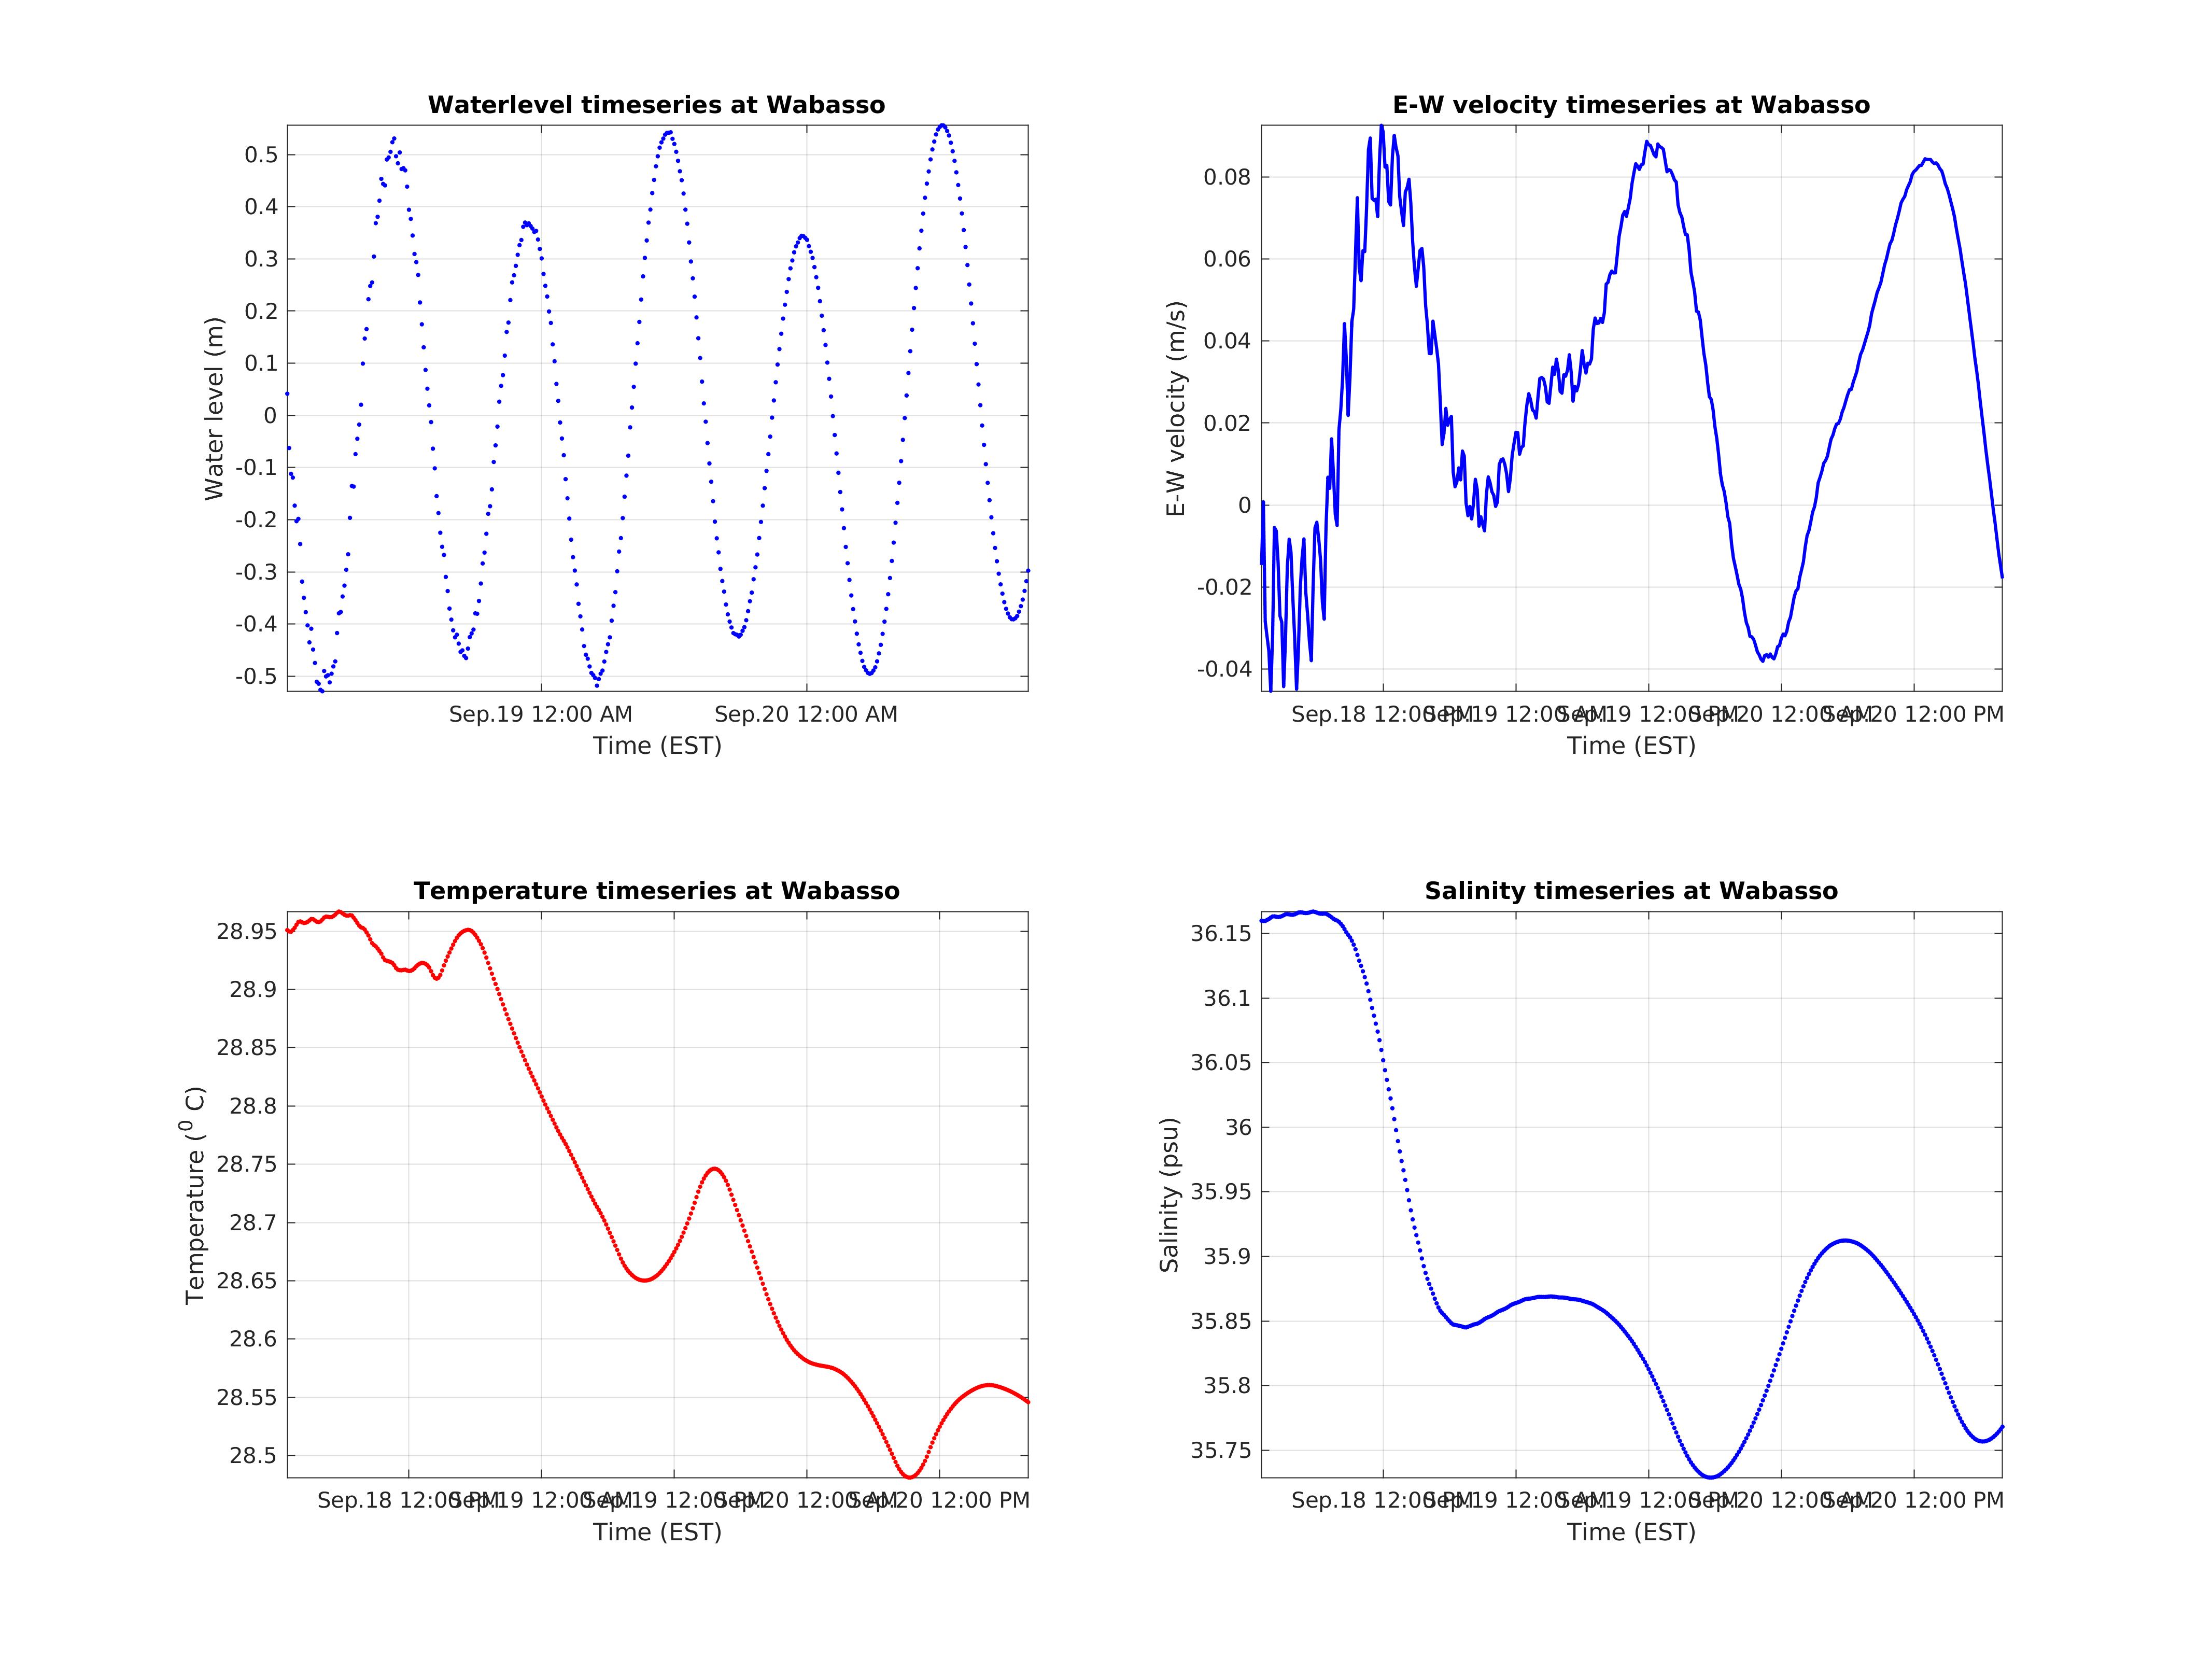 Waterlevel timeseries at Wabasso
0.5
0.4
0.3
0.2
0.1
0
-0.1
-0.2
-0.3
-0.4
-0.5
Water level (m)
Sep.19 12:00 AM
Sep.20 12:00 AM
Time (EST)
E-W velocity timeseries at Wabasso
0.08
0.06
0.04
0.02
0
-0.02
-0.04
E-W velocity (m/s)
Sep.18 12:00 PM
Sep.19 12:00 AM
Sep.19 12:00 PM
Sep.20 12:00 AM
Sep.20 12:00 PM
Time (EST)
Temperature timeseries at Wabasso
28.95
28.9
28.85
28.8
28.75
28.7
28.65
28.6
28.55
28.5
Temperature (⁰ C)
Sep.18 12:00 PM
Sep.19 12:00 AM
Sep.19 12:00 PM
Sep.20 12:00 AM
Sep.20 12:00 PM
Time (EST)
Salinity timeseries at Wabasso
36.15
36.1
36.05
36
35.95
35.9
35.85
35.8
35.75
Salinity (psu)
Sep.18 12:00 PM
Sep.19 12:00 AM
Sep.19 12:00 PM
Sep.20 12:00 AM
Sep.20 12:00 PM
Time (EST)